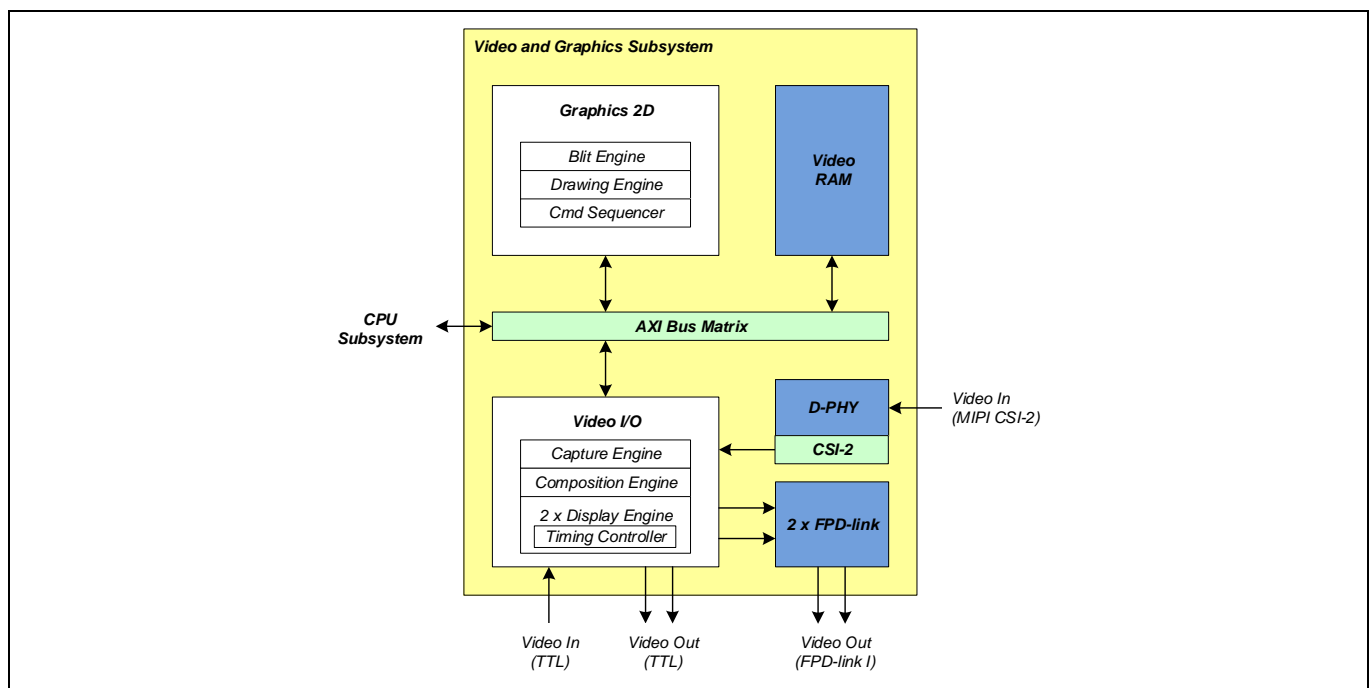 Video and Graphics Subsystem
Graphics 2D
Blit Engine
Drawing Engine
Cmd Sequencer
Video
RAM
CPU
Subsystem
AXI Bus Matrix
Video I/O
Capture Engine
Composition Engine
2 x Display Engine
Timing Controller
D-PHY
CSI-2
Video In
(MIPI CSI-2)
2 x FPD-link
Video In
(TTL)
Video Out
(TTL)
Video Out
(FPD-link I)